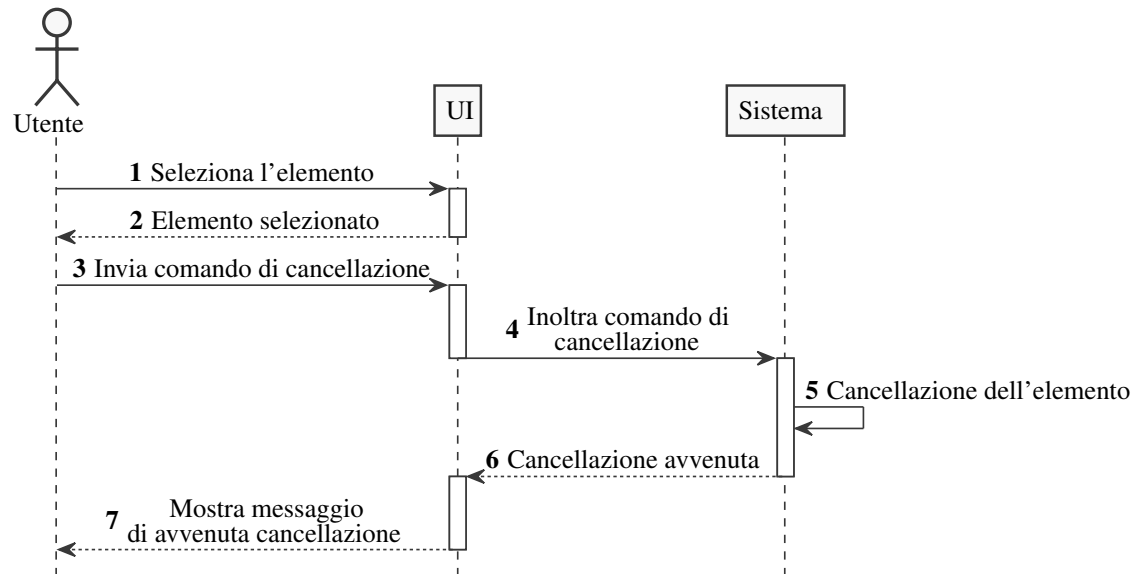 Utente
UI
Sistema
1 Seleziona l’elemento
2 Elemento selezionato
3 Invia comando di cancellazione
4 Inoltra comando di
cancellazione
5 Cancellazione dell’elemento
6 Cancellazione avvenuta
7 Mostra messaggio
di avvenuta cancellazione